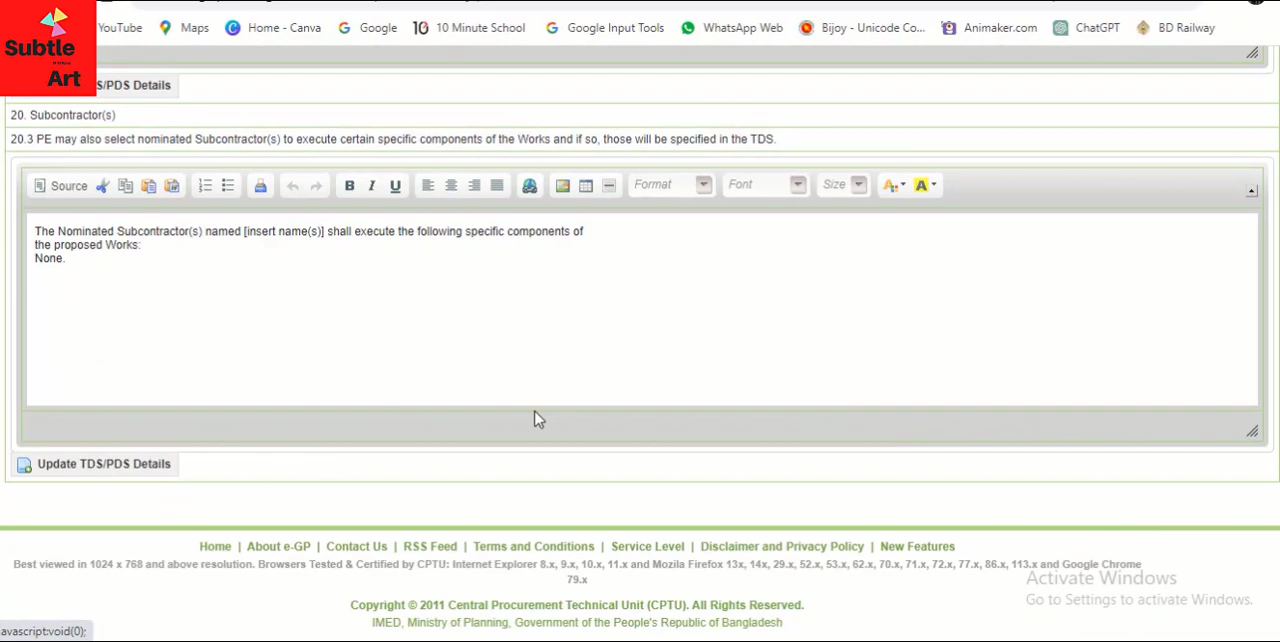 YouTube Maps Home - Canva Google 10 Minute School Google Input Tools WhatsApp Web Bijoy - Unicode Co... Animaker.com ChatGPT BD Railway
Subtle
Art
S/PDS Details
20. Subcontractor(s)
20.3 PE may also select nominated Subcontractor(s) to execute certain specific components of the Works and if so, those will be specified in the TDS.
Source B I U Format Font Size A A
The Nominated Subcontractor(s) named [insert name(s)] shall execute the following specific components of
the proposed Works:
None.
Update TDS/PDS Details
Home | About e-GP | Contact Us | RSS Feed | Terms and Conditions | Service Level | Disclaimer and Privacy Policy | New Features
Best viewed in 1024 x 768 and above resolution. Browsers Tested & Certified by CPTU: Internet Explorer 8.x, 9.x, 10.x, 11.x and Mozilla Firefox 13x, 14x, 29.x, 52.x, 53.x, 62.x, 70.x, 71.x, 72.x, 77.x, 86.x, 113.x and Google Chrome
79.x
Activate Windows
Go to Settings to activate Windows.
Copyright © 2011 Central Procurement Technical Unit (CPTU). All Rights Reserved.
IMED, Ministry of Planning, Government of the People's Republic of Bangladesh
avascript:void(0);